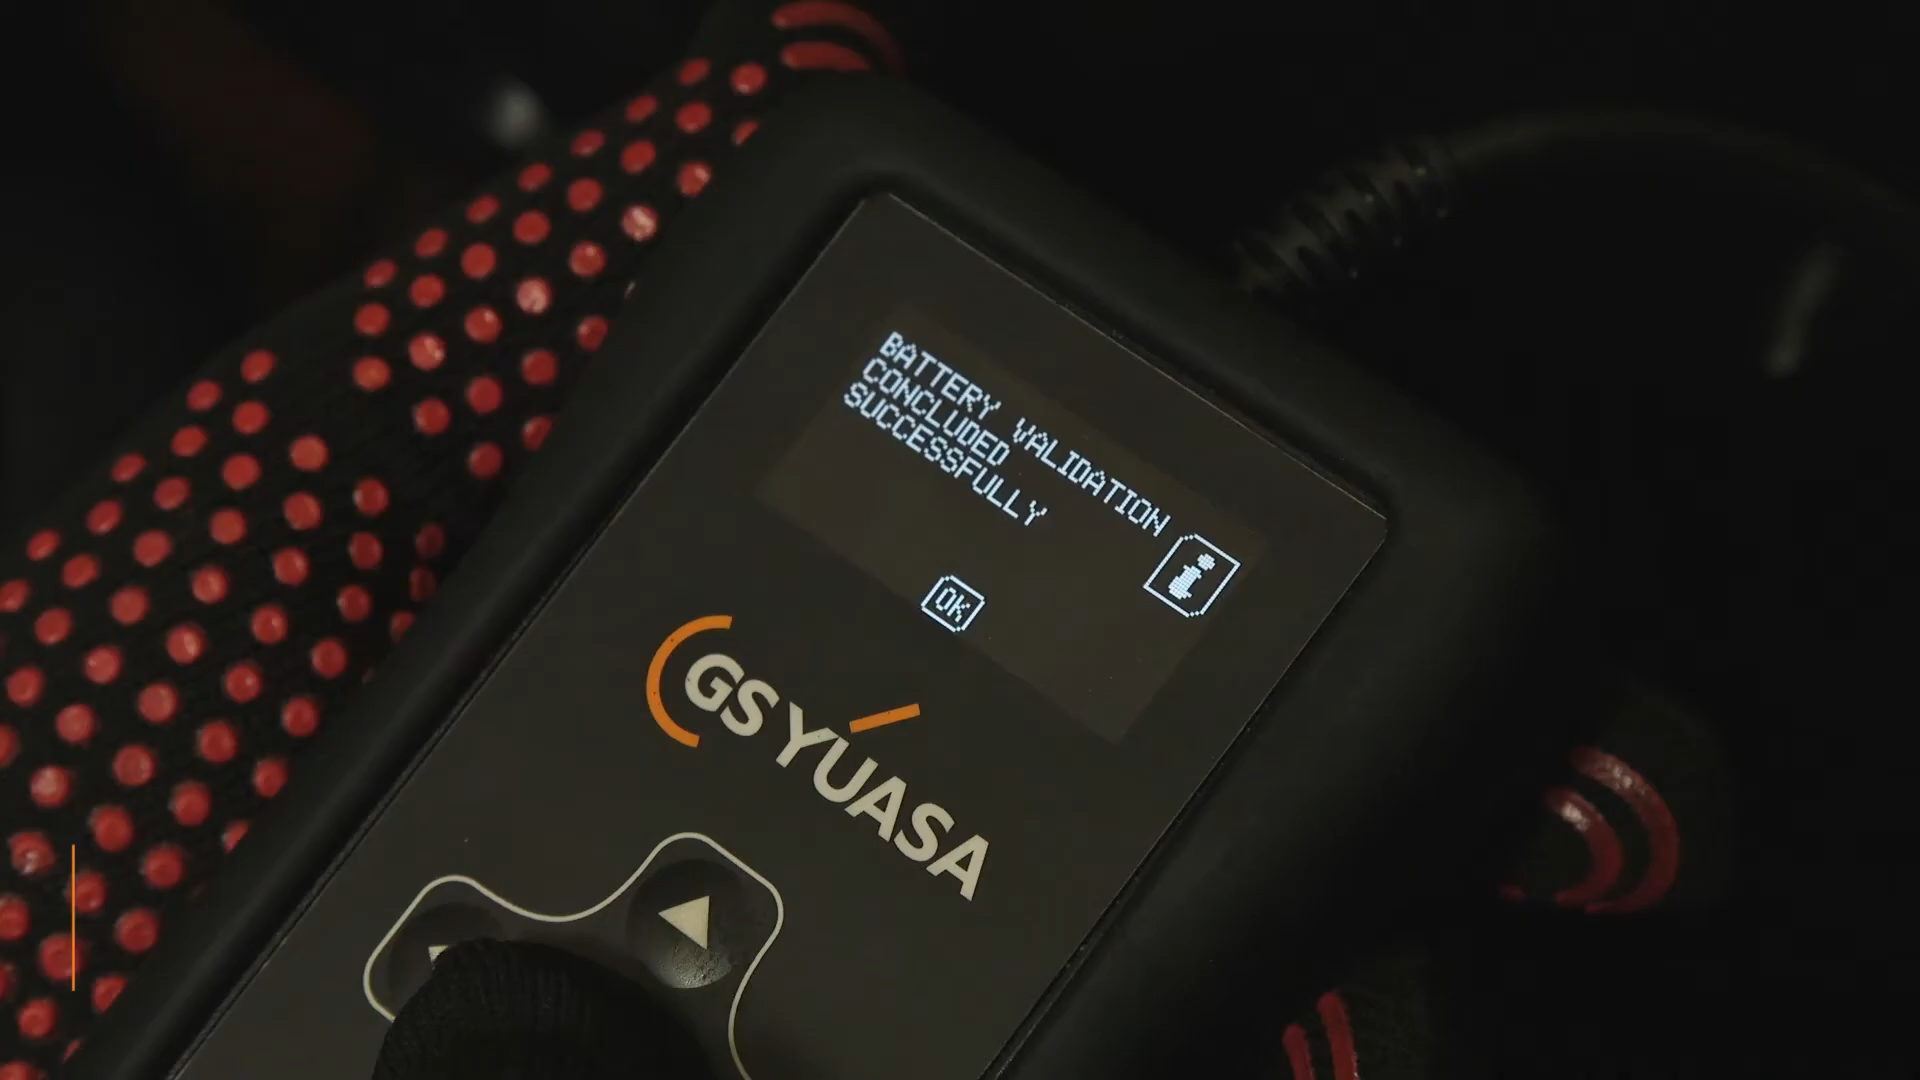 BATTERY VALIDATION
CONCLUDED
SUCCESSFULLY
i
OK
GS YUASA